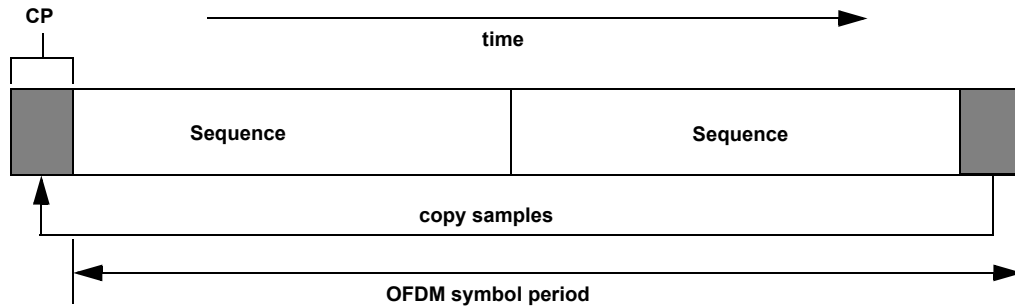 CP
time
Sequence
Sequence
copy samples
OFDM symbol period